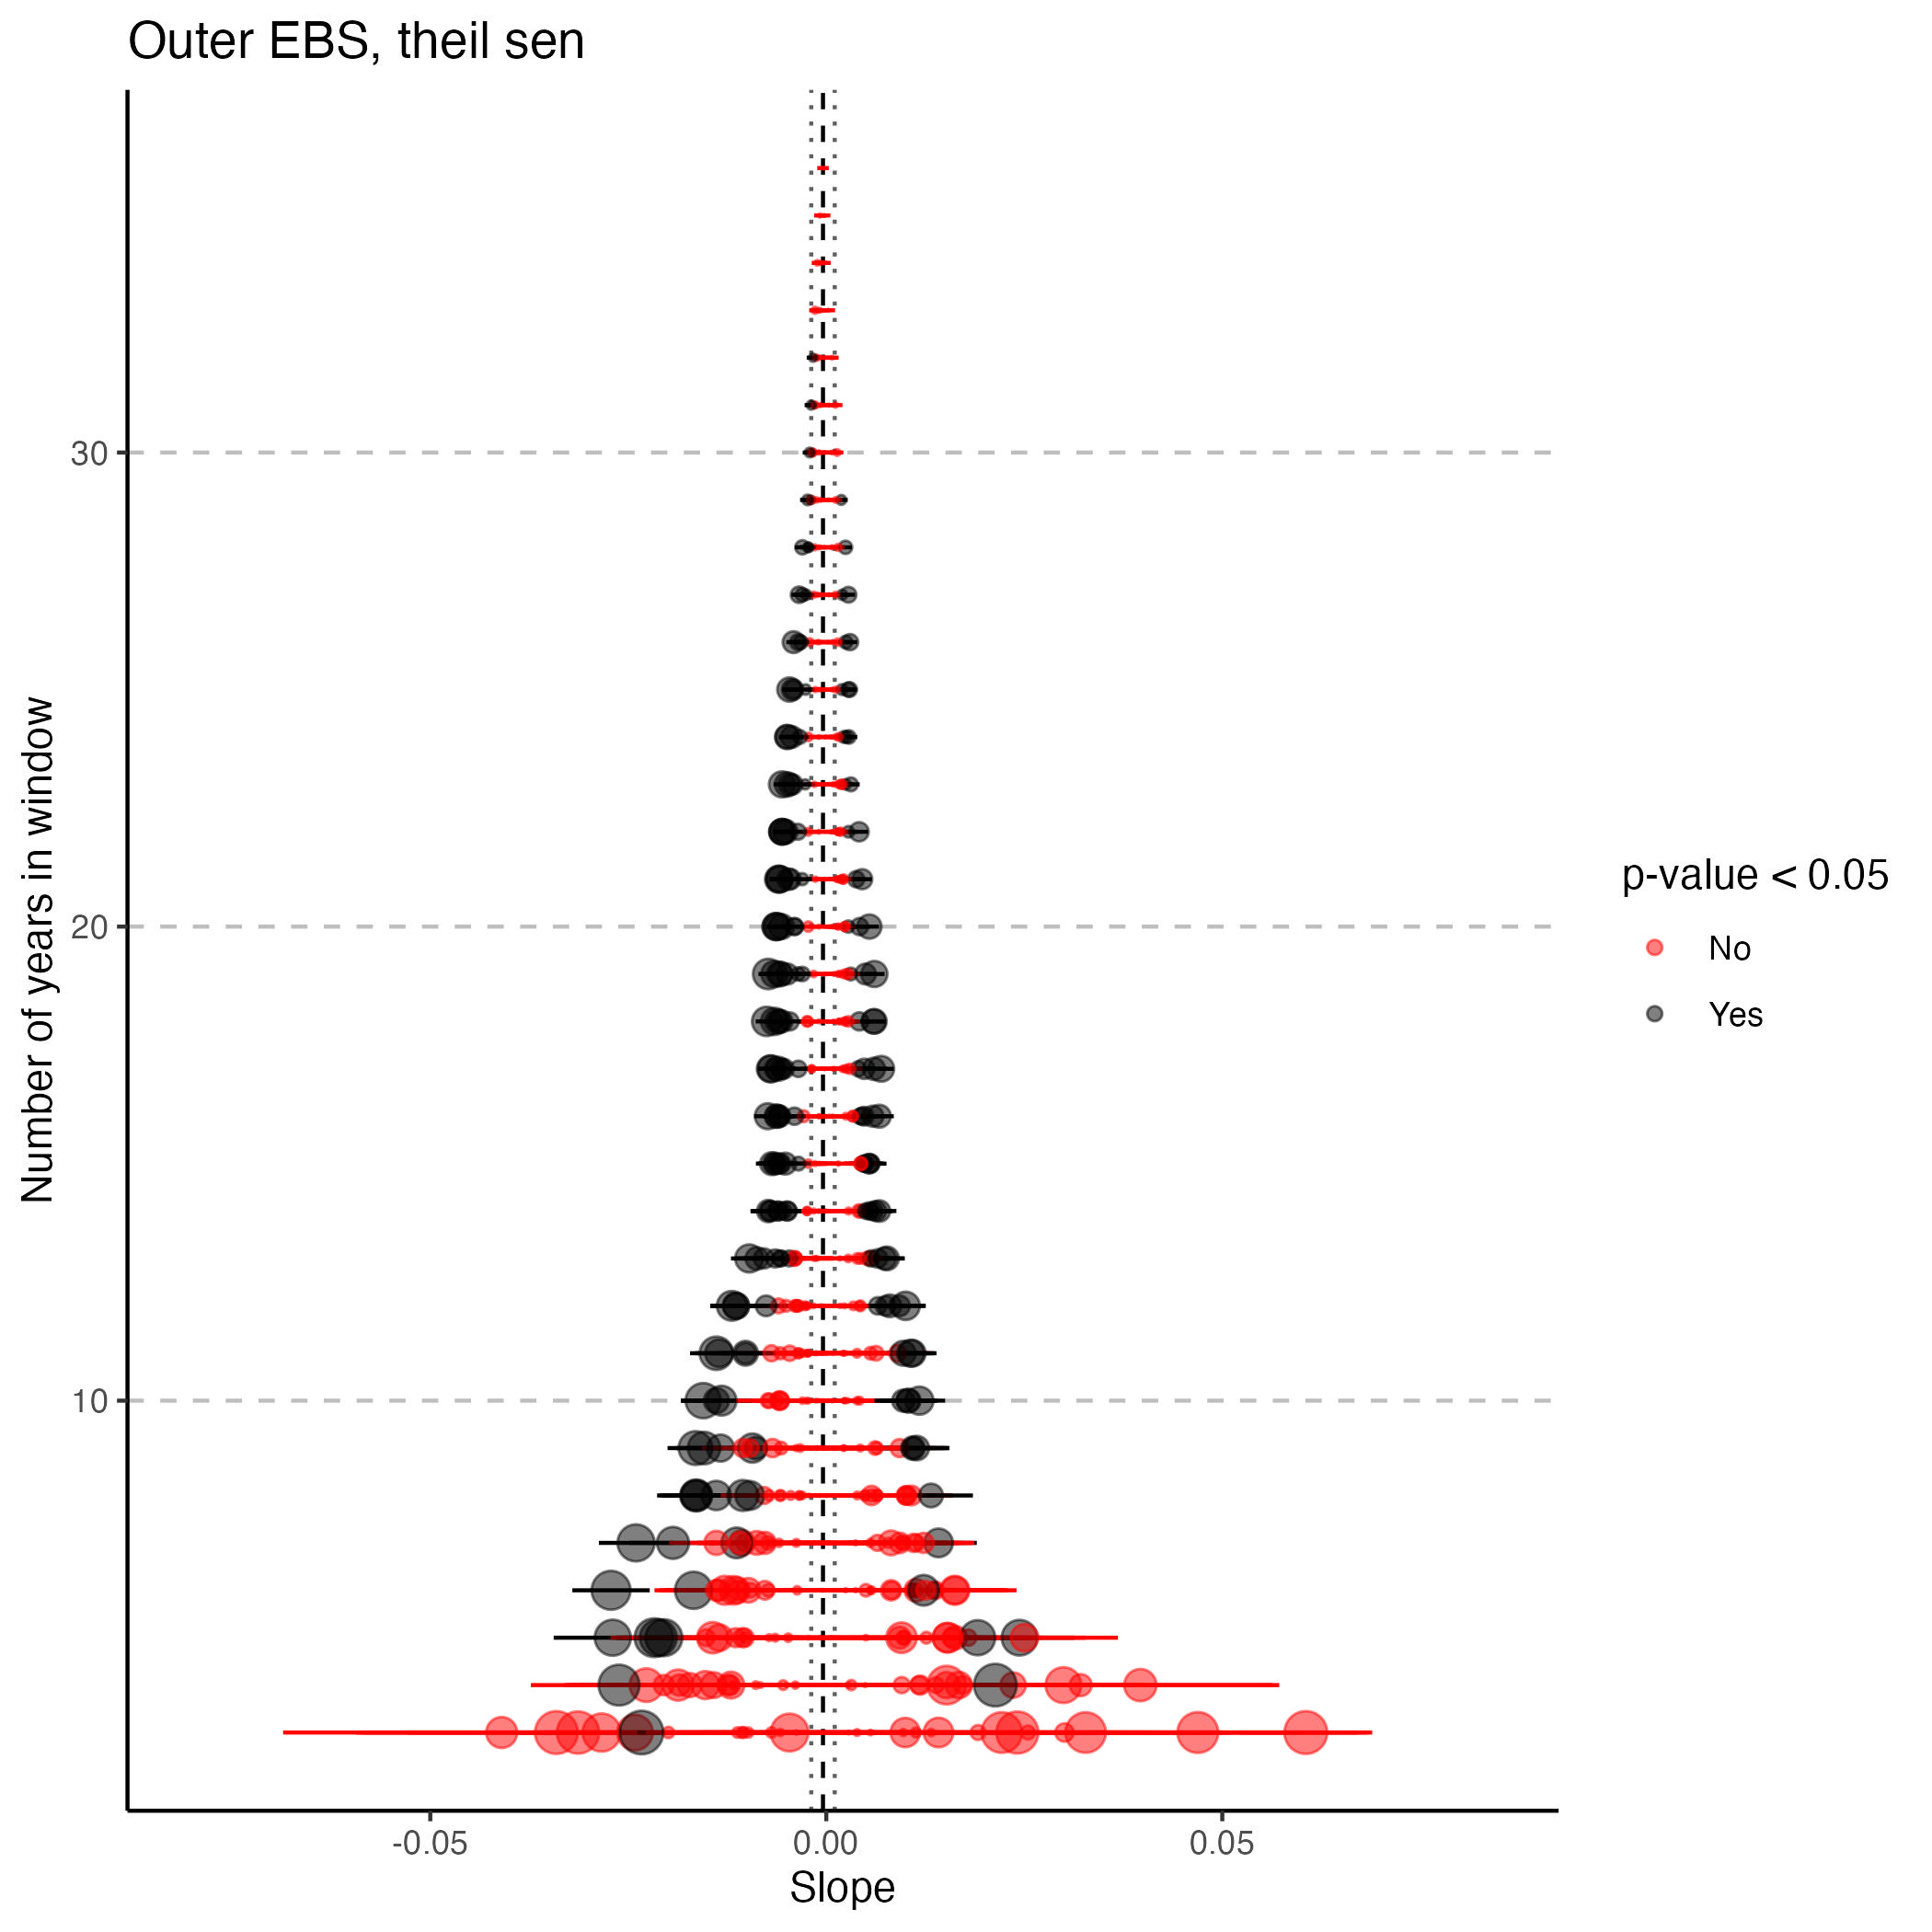 Outer EBS, theil sen
Number of years in window
30
20
10
-0.05
0.00
0.05
Slope
p-value < 0.05
No
Yes